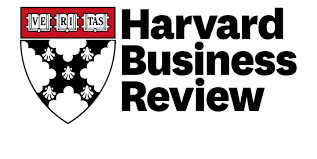 VE RI TAS
Harvard
Business
Review